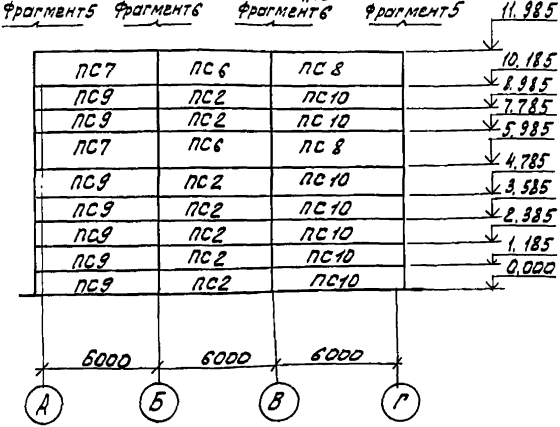 Фрагмент5 Фрагмент6 Фрагмент6 Фрагмент5
11.985
ПС7 ПС6 ПС8 10.185
ПС9 ПС2 ПС10 8.985
ПС9 ПС2 ПС10 7.785
ПС7 ПС6 ПС8 5.985
ПС9 ПС2 ПС10 4.785
ПС9 ПС2 ПС10 3.585
ПС9 ПС2 ПС10 2.385
ПС9 ПС2 ПС10 1.185
ПС9 ПС2 ПС10 0,000
6000 6000 6000
А Б В Г